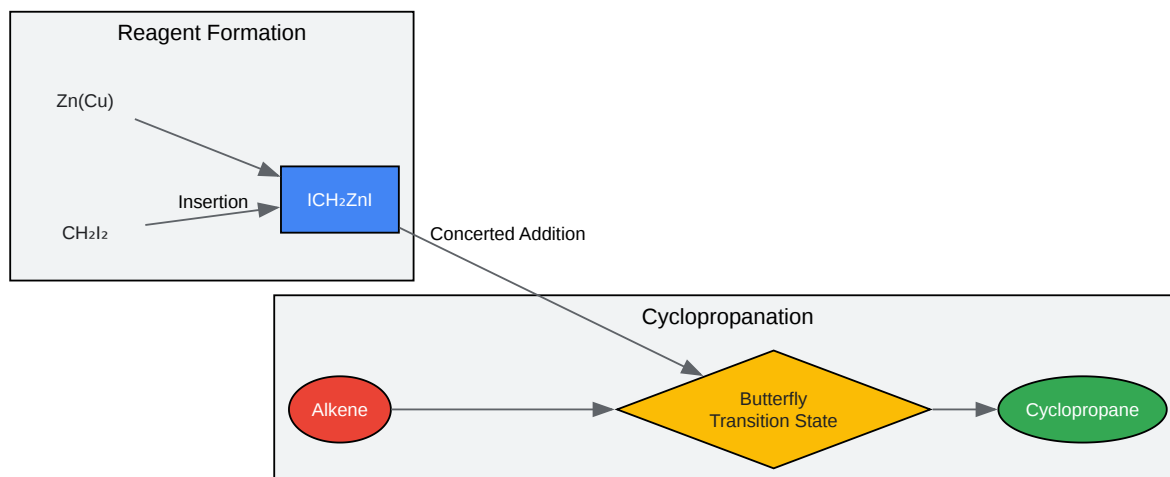 Reagent Formation
Zn(Cu)
Insertion
ICH₂ZnI
CH₂I₂
Concerted Addition
Cyclopropanation
Alkene
Butterfly
Transition State
Cyclopropane